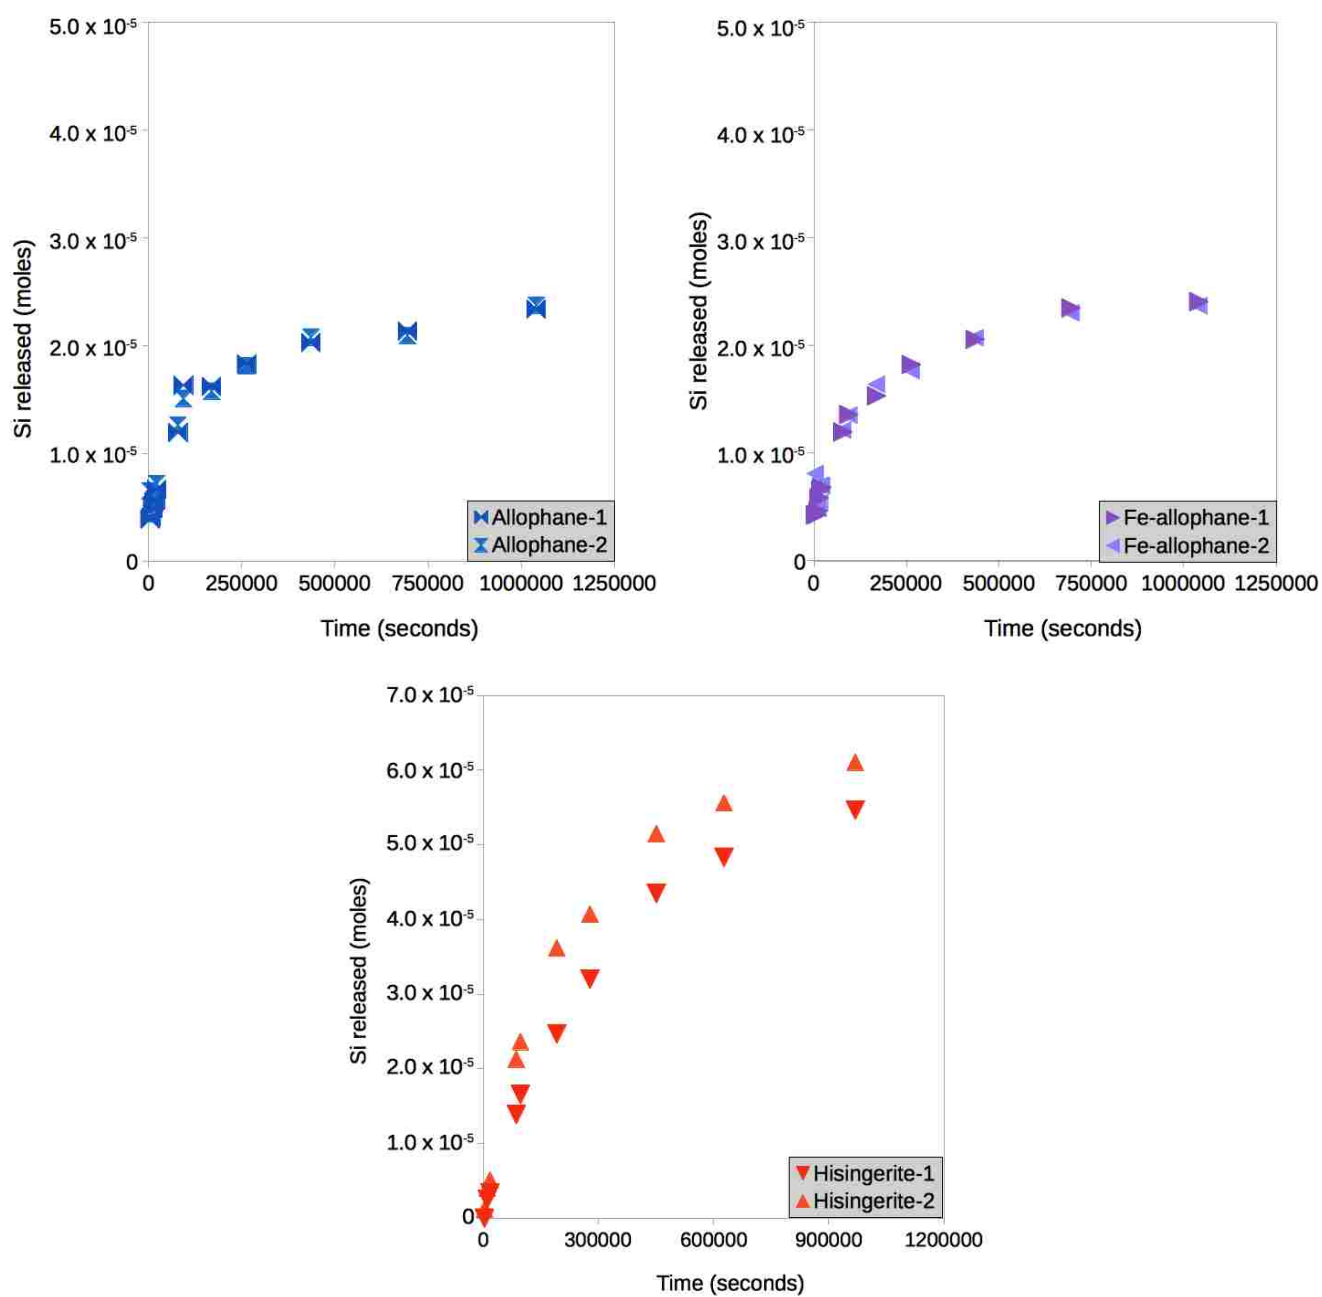 Si released (moles)
5.0 x 10⁻⁵
4.0 x 10⁻⁵
3.0 x 10⁻⁵
2.0 x 10⁻⁵
1.0 x 10⁻⁵
0
Allophane-1
Allophane-2
0 250000 500000 750000 1000000 1250000
Time (seconds)
Si released (moles)
5.0 x 10⁻⁵
4.0 x 10⁻⁵
3.0 x 10⁻⁵
2.0 x 10⁻⁵
1.0 x 10⁻⁵
0
Fe-allophane-1
Fe-allophane-2
0 250000 500000 750000 1000000 1250000
Time (seconds)
Si released (moles)
7.0 x 10⁻⁵
6.0 x 10⁻⁵
5.0 x 10⁻⁵
4.0 x 10⁻⁵
3.0 x 10⁻⁵
2.0 x 10⁻⁵
1.0 x 10⁻⁵
0
Hisingerite-1
Hisingerite-2
0 300000 600000 900000 1200000
Time (seconds)